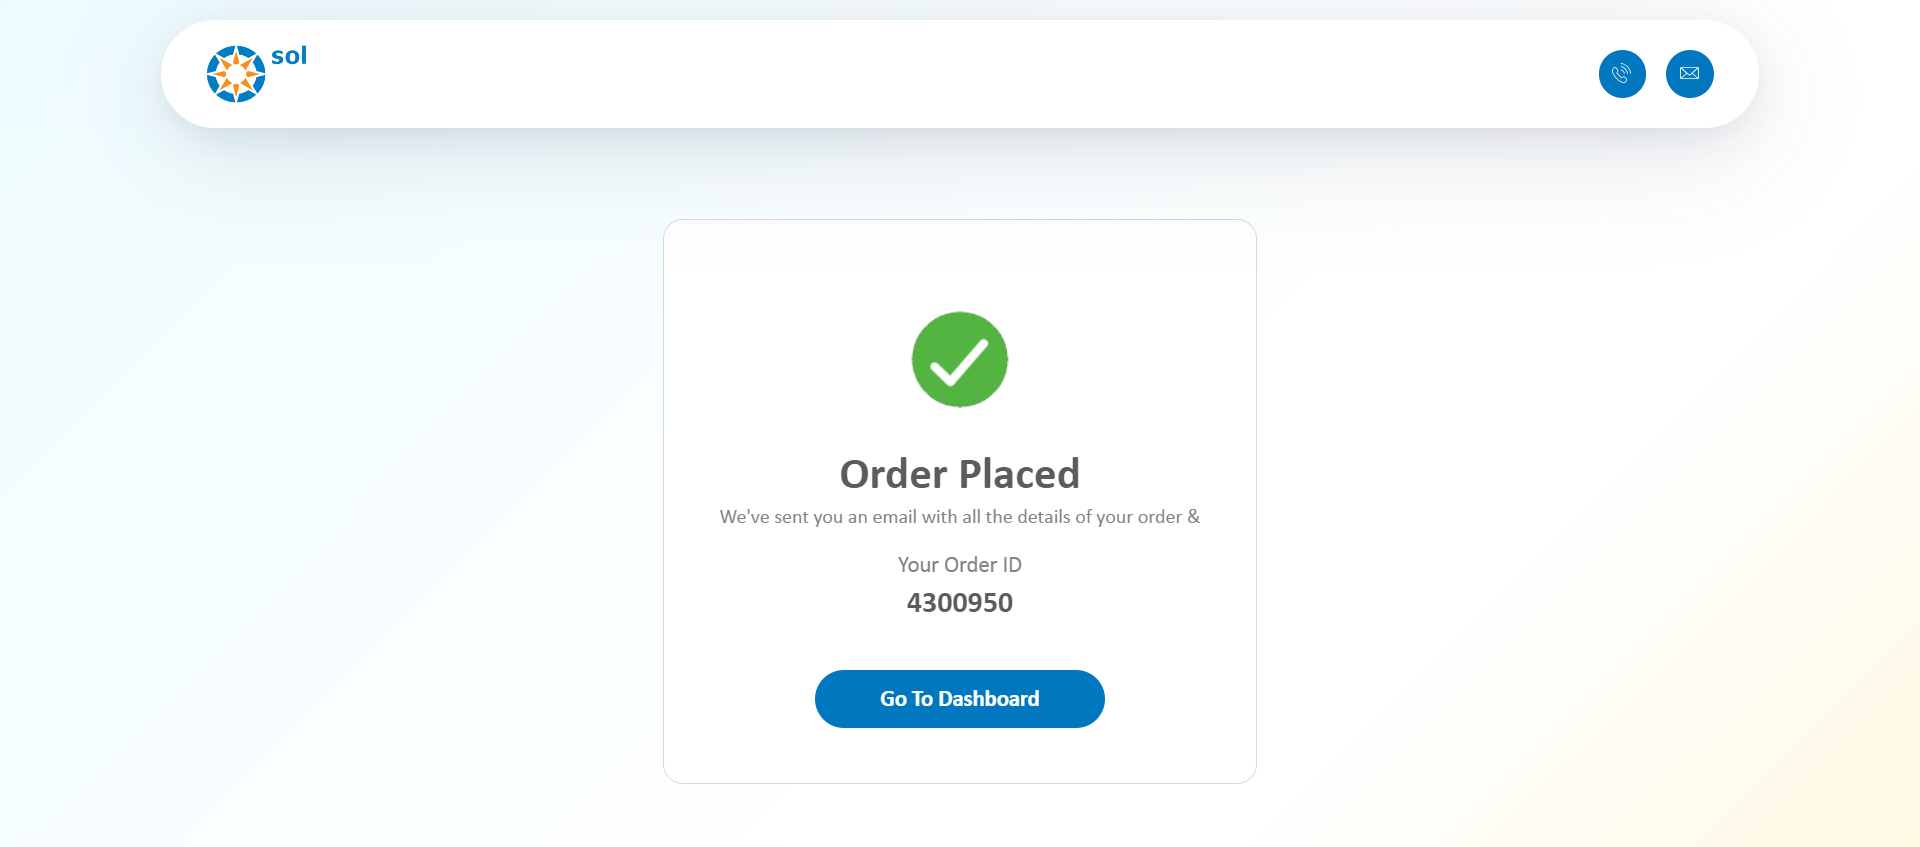 sol
Order Placed
We've sent you an email with all the details of your order &
Your Order ID
4300950
Go To Dashboard